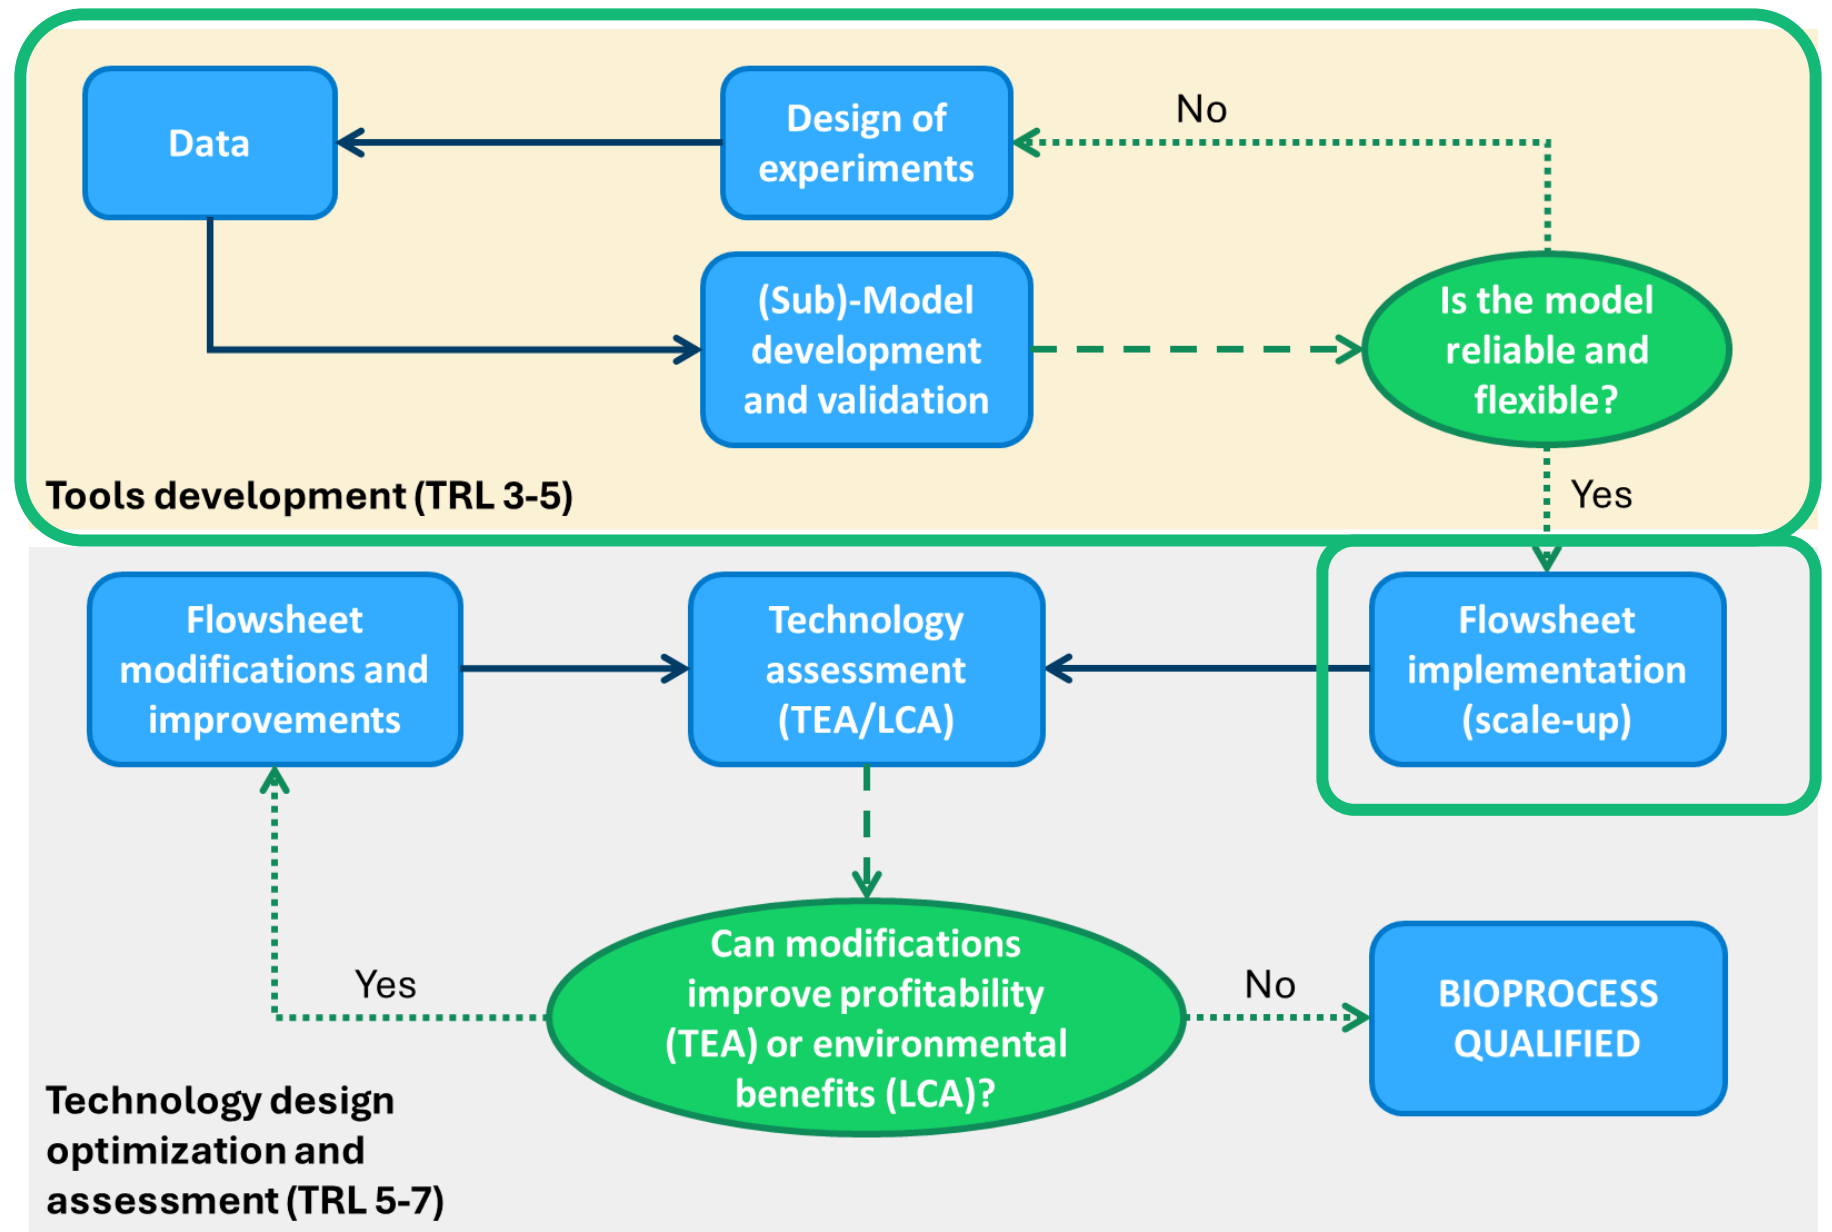 Data
Design of
experiments
No
(Sub)-Model
development
and validation
Is the model
reliable and
flexible?
Tools development (TRL 3-5)
Yes
Flowsheet
modifications and
improvements
Technology
assessment
(TEA/LCA)
Flowsheet
implementation
(scale-up)
Yes
Can modifications
improve profitability
(TEA) or environmental
benefits (LCA)?
No
BIOPROCESS
QUALIFIED
Technology design
optimization and
assessment (TRL 5-7)